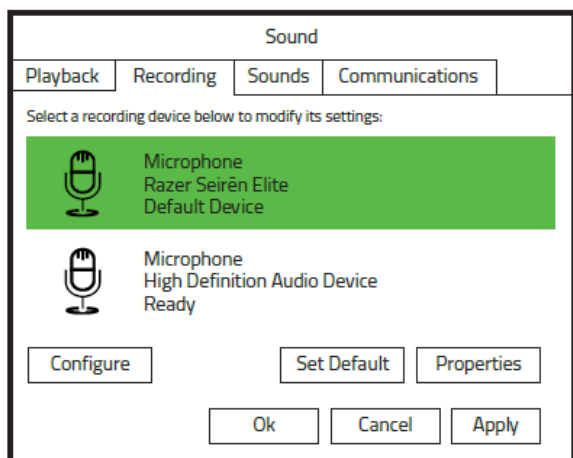 Sound
Playback Recording Sounds Communications
Select a recording device below to modify its settings:
Microphone
Razer Seirēn Elite
Default Device
Microphone
High Definition Audio Device
Ready
Configure Set Default Properties
Ok Cancel Apply